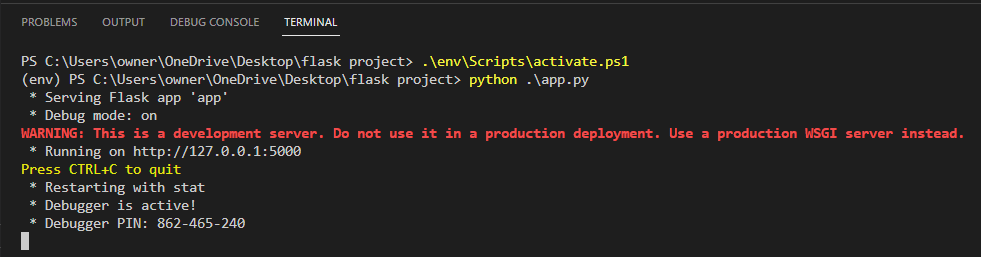 PROBLEMS OUTPUT DEBUG CONSOLE TERMINAL
PS C:\Users\owner\OneDrive\Desktop\flask project> .\env\Scripts\activate.ps1
(env) PS C:\Users\owner\OneDrive\Desktop\flask project> python .\app.py
 * Serving Flask app 'app'
 * Debug mode: on
WARNING: This is a development server. Do not use it in a production deployment. Use a production WSGI server instead.
 * Running on http://127.0.0.1:5000
Press CTRL+C to quit
 * Restarting with stat
 * Debugger is active!
 * Debugger PIN: 862-465-240